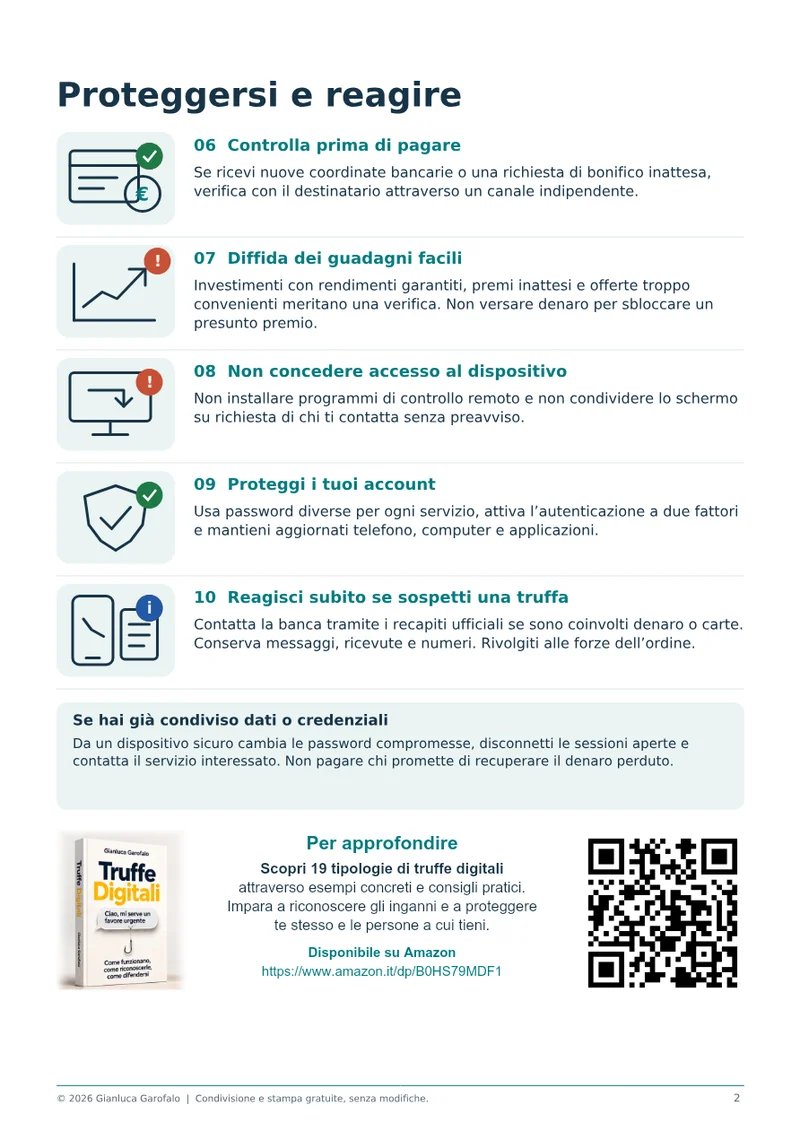 Proteggersi e reagire
06 Controlla prima di pagare
Se ricevi nuove coordinate bancarie o una richiesta di bonifico inattesa,
verifica con il destinatario attraverso un canale indipendente.
€
07 Diffida dei guadagni facili
!
Investimenti con rendimenti garantiti, premi inattesi e offerte troppo
convenienti meritano una verifica. Non versare denaro per sbloccare un
presunto premio.
08 Non concedere accesso al dispositivo
!
Non installare programmi di controllo remoto e non condividere lo schermo
su richiesta di chi ti contatta senza preavviso.
09 Proteggi i tuoi account
Usa password diverse per ogni servizio, attiva l’autenticazione a due fattori
e mantieni aggiornati telefono, computer e applicazioni.
10 Reagisci subito se sospetti una truffa
i
Contatta la banca tramite i recapiti ufficiali se sono coinvolti denaro o carte.
Conserva messaggi, ricevute e numeri. Rivolgiti alle forze dell’ordine.
Se hai già condiviso dati o credenziali
Da un dispositivo sicuro cambia le password compromesse, disconnetti le sessioni aperte e
contatta il servizio interessato. Non pagare chi promette di recuperare il denaro perduto.
Gianluca Garofalo
Truffe
Digitali
Ciao, mi serve un
favore urgente
Come funzionano,
come riconoscerle,
come difendersi
Truffe Digitali
Gianluca Garofalo
Per approfondire
Scopri 19 tipologie di truffe digitali
attraverso esempi concreti e consigli pratici.
Impara a riconoscere gli inganni e a proteggere
te stesso e le persone a cui tieni.
Disponibile su Amazon
https://www.amazon.it/dp/B0HS79MDF1
© 2026 Gianluca Garofalo | Condivisione e stampa gratuite, senza modifiche.
2